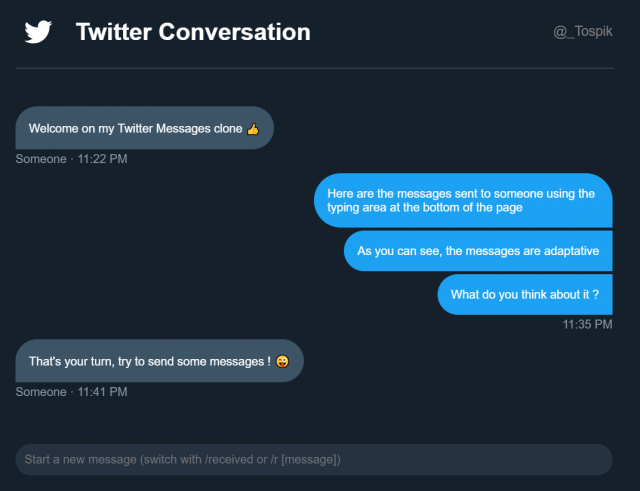 Twitter Conversation
@_Tospik
Welcome on my Twitter Messages clone 👍
Someone · 11:22 PM
Here are the messages sent to someone using the
typing area at the bottom of the page
As you can see, the messages are adaptative
What do you think about it ?
11:35 PM
That's your turn, try to send some messages ! 😜
Someone · 11:41 PM
Start a new message (switch with /received or /r [message])